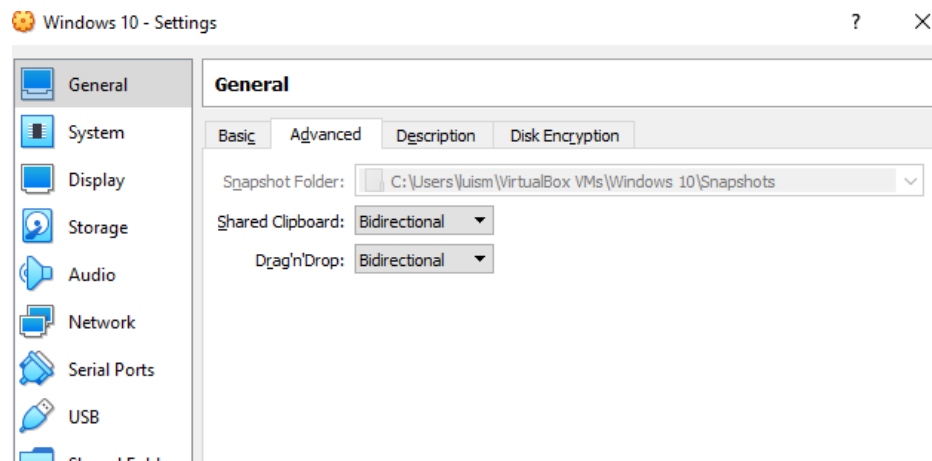 Windows 10 - Settings ? ×
General
System
Display
Storage
Audio
Network
Serial Ports
USB
General
Basic Advanced Description Disk Encryption
Snapshot Folder: C:\Users\luism\VirtualBox VMs\Windows 10\Snapshots
Shared Clipboard: Bidirectional
Drag'n'Drop: Bidirectional